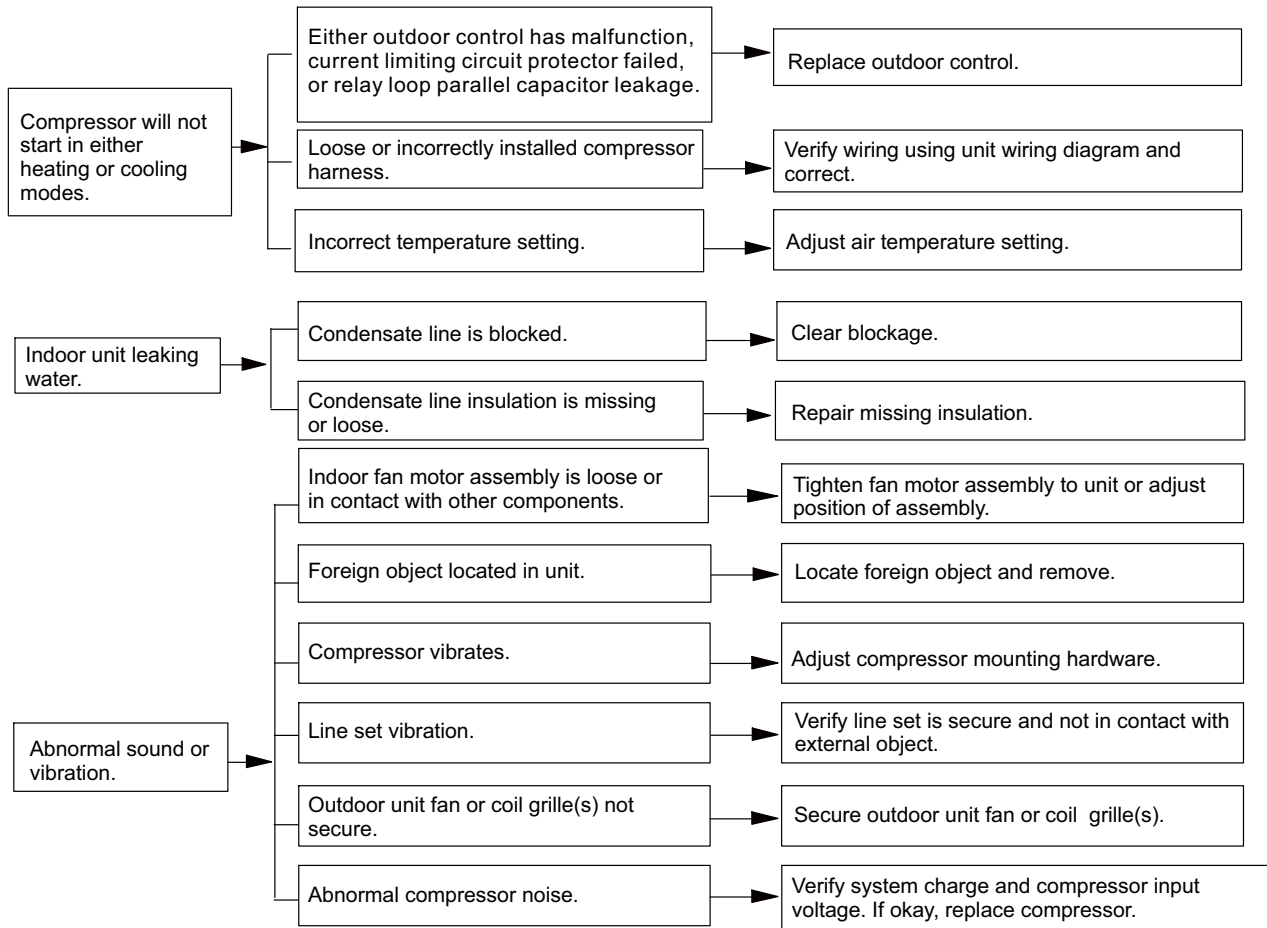 Either outdoor control has malfunction,
current limiting circuit protector failed,
or relay loop parallel capacitor leakage.
Replace outdoor control.
Compressor will not
start in either
heating or cooling
modes.
Loose or incorrectly installed compressor
harness.
Verify wiring using unit wiring diagram and
correct.
Incorrect temperature setting.
Adjust air temperature setting.
Indoor unit leaking
water.
Condensate line is blocked.
Clear blockage.
Condensate line insulation is missing
or loose.
Repair missing insulation.
Abnormal sound or
vibration.
Indoor fan motor assembly is loose or
in contact with other components.
Tighten fan motor assembly to unit or adjust
position of assembly.
Foreign object located in unit.
Locate foreign object and remove.
Compressor vibrates.
Adjust compressor mounting hardware.
Line set vibration.
Verify line set is secure and not in contact with
external object.
Outdoor unit fan or coil grille(s) not
secure.
Secure outdoor unit fan or coil grille(s).
Abnormal compressor noise.
Verify system charge and compressor input
voltage. If okay, replace compressor.